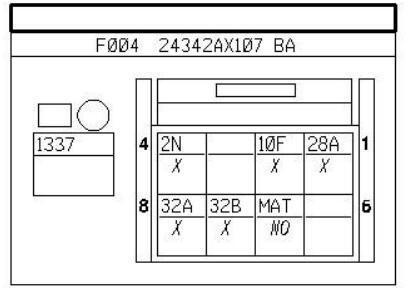 FØØ4 24342AX1Ø7 BA
1337
4 2N 1ØF 28A 1
X X X
8 32A 32B MAT 6
X X NO